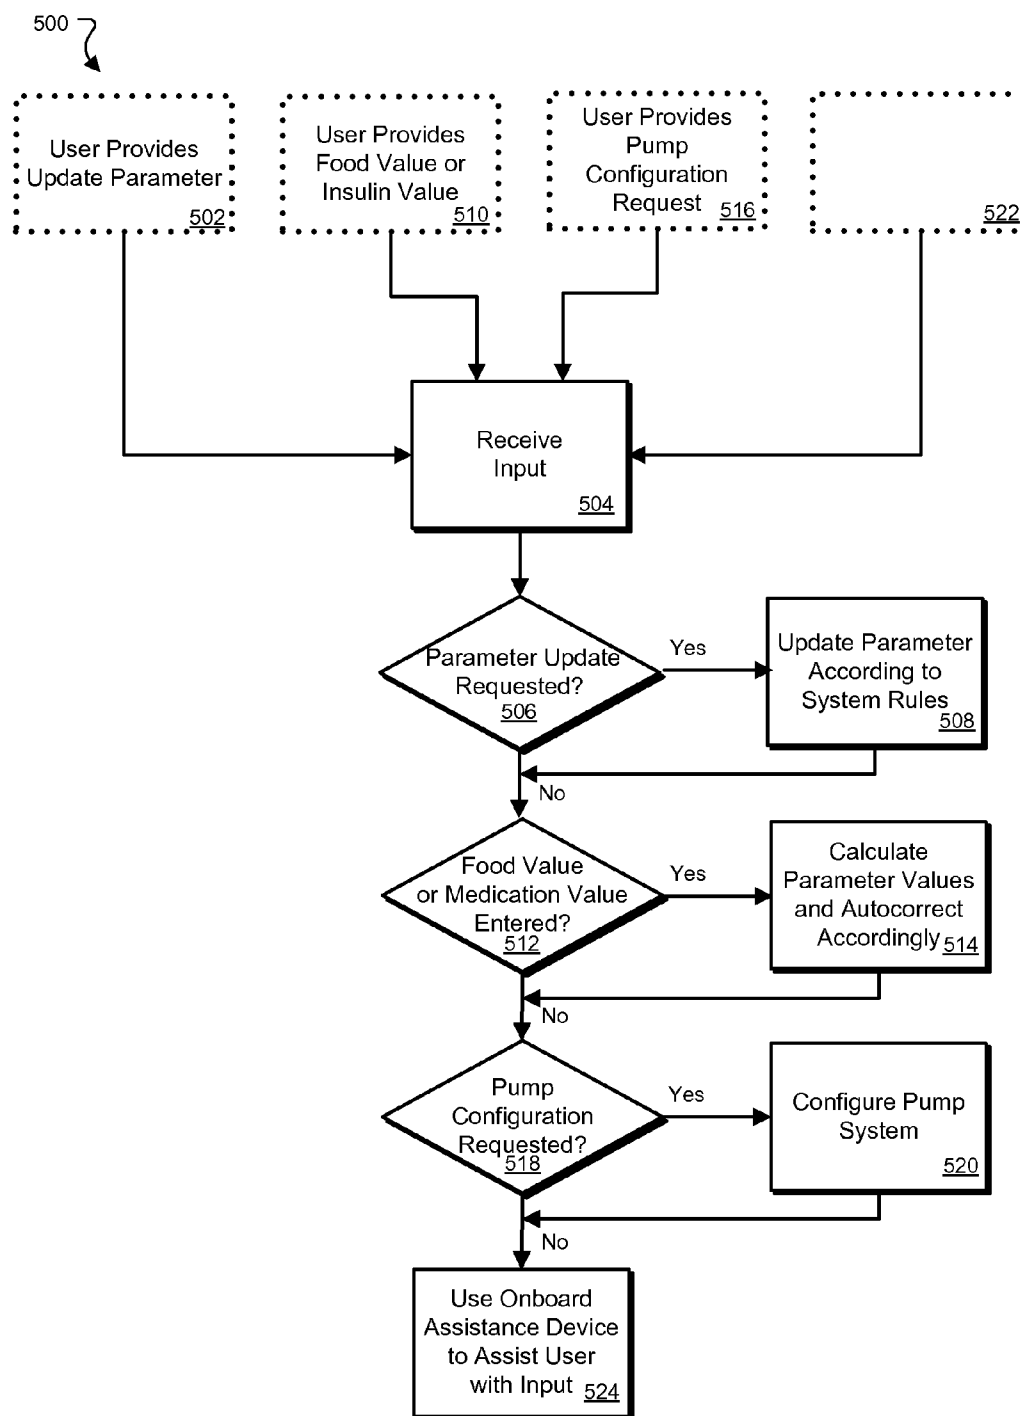 500
User Provides
Update Parameter
502
User Provides
Food Value or
Insulin Value
510
User Provides
Pump
Configuration
Request
516
522
Receive
Input
504
Parameter Update
Requested?
506
Yes
Update Parameter
According to
System Rules
508
No
Food Value
or Medication Value
Entered?
512
Yes
Calculate
Parameter Values
and Autocorrect
Accordingly
514
No
Pump
Configuration
Requested?
518
Yes
Configure Pump
System
520
No
Use Onboard
Assistance Device
to Assist User
with Input
524